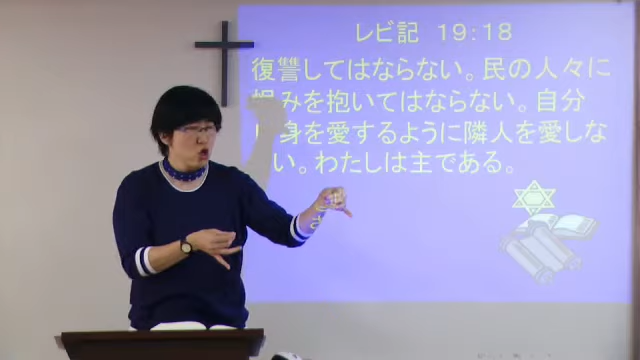 レビ記 19:18
復讐してはならない。民の人々に
みを抱いてはならない。自分
身を愛するように隣人を愛しな
い。わたしは主である。